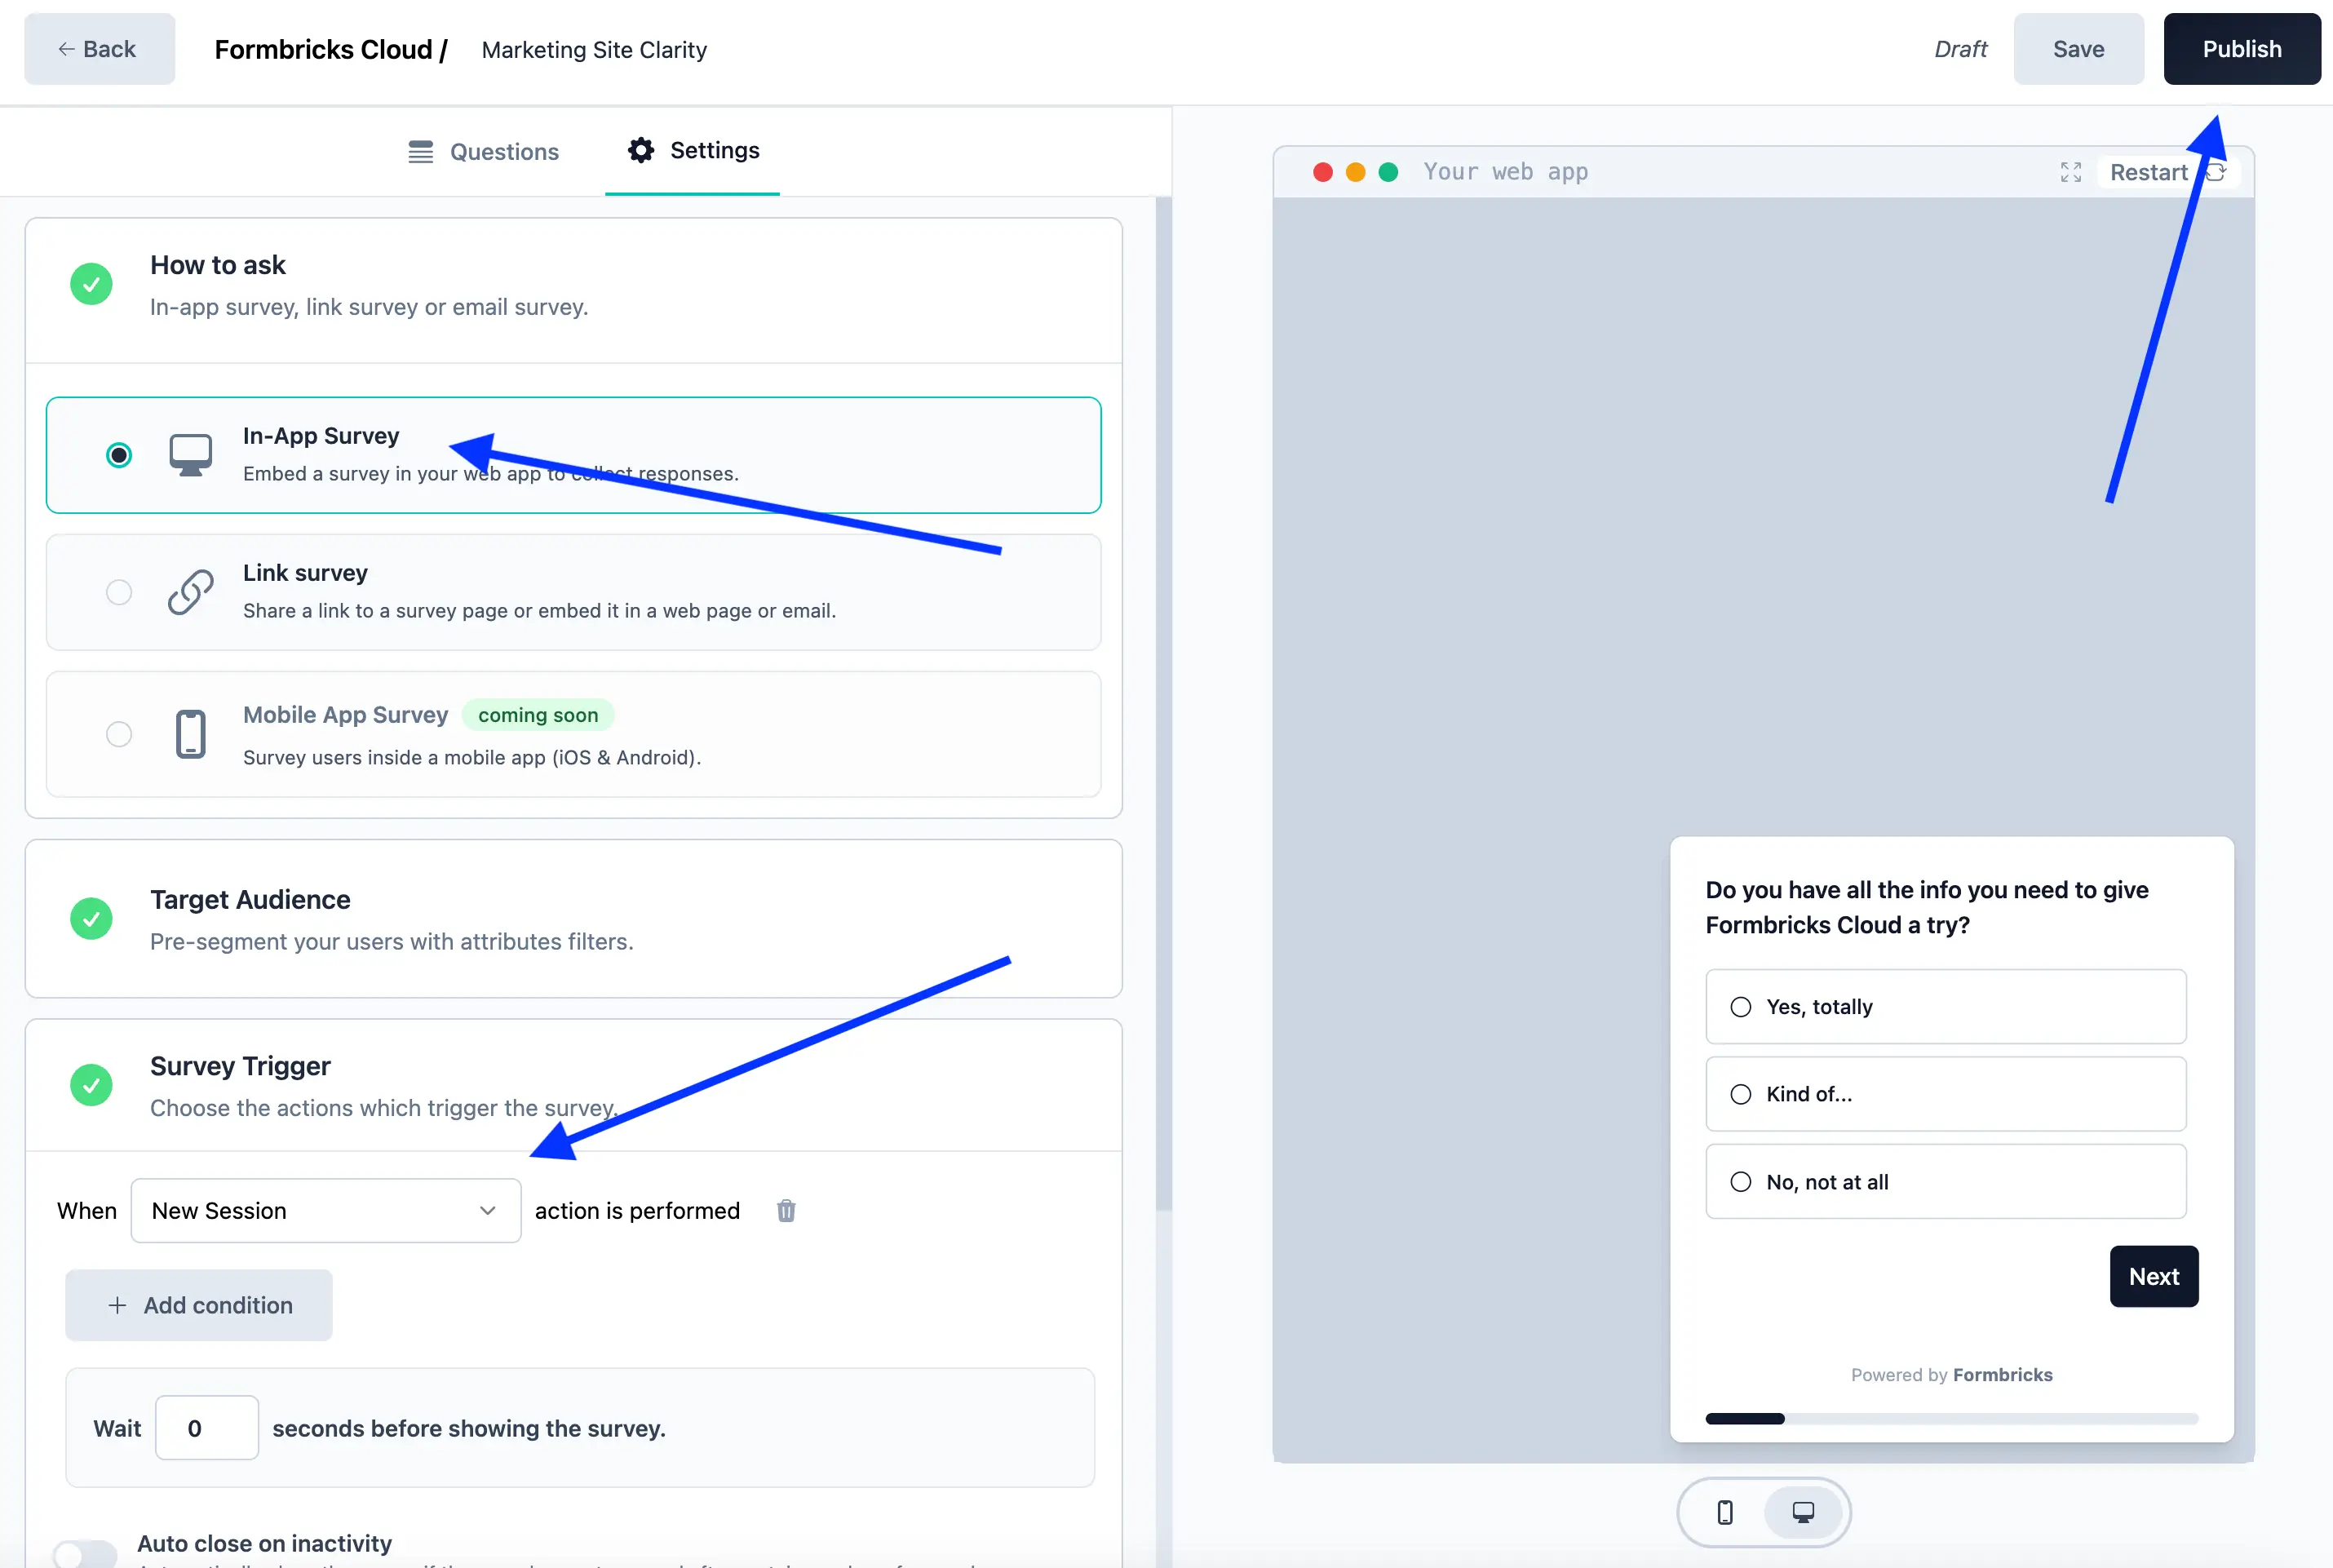 ← Back
Formbricks Cloud /
Marketing Site Clarity
Draft
Save
Publish
Questions
Settings
How to ask
In-app survey, link survey or email survey.
In-App Survey
Embed a survey in your web app to collect responses.
Link survey
Share a link to a survey page or embed it in a web page or email.
Mobile App Survey
coming soon
Survey users inside a mobile app (iOS & Android).
Target Audience
Pre-segment your users with attributes filters.
Survey Trigger
Choose the actions which trigger the survey.
When New Session action is performed
+ Add condition
Wait 0 seconds before showing the survey.
Auto close on inactivity
Your web app
Restart
Do you have all the info you need to give
Formbricks Cloud a try?
Yes, totally
Kind of...
No, not at all
Next
Powered by Formbricks